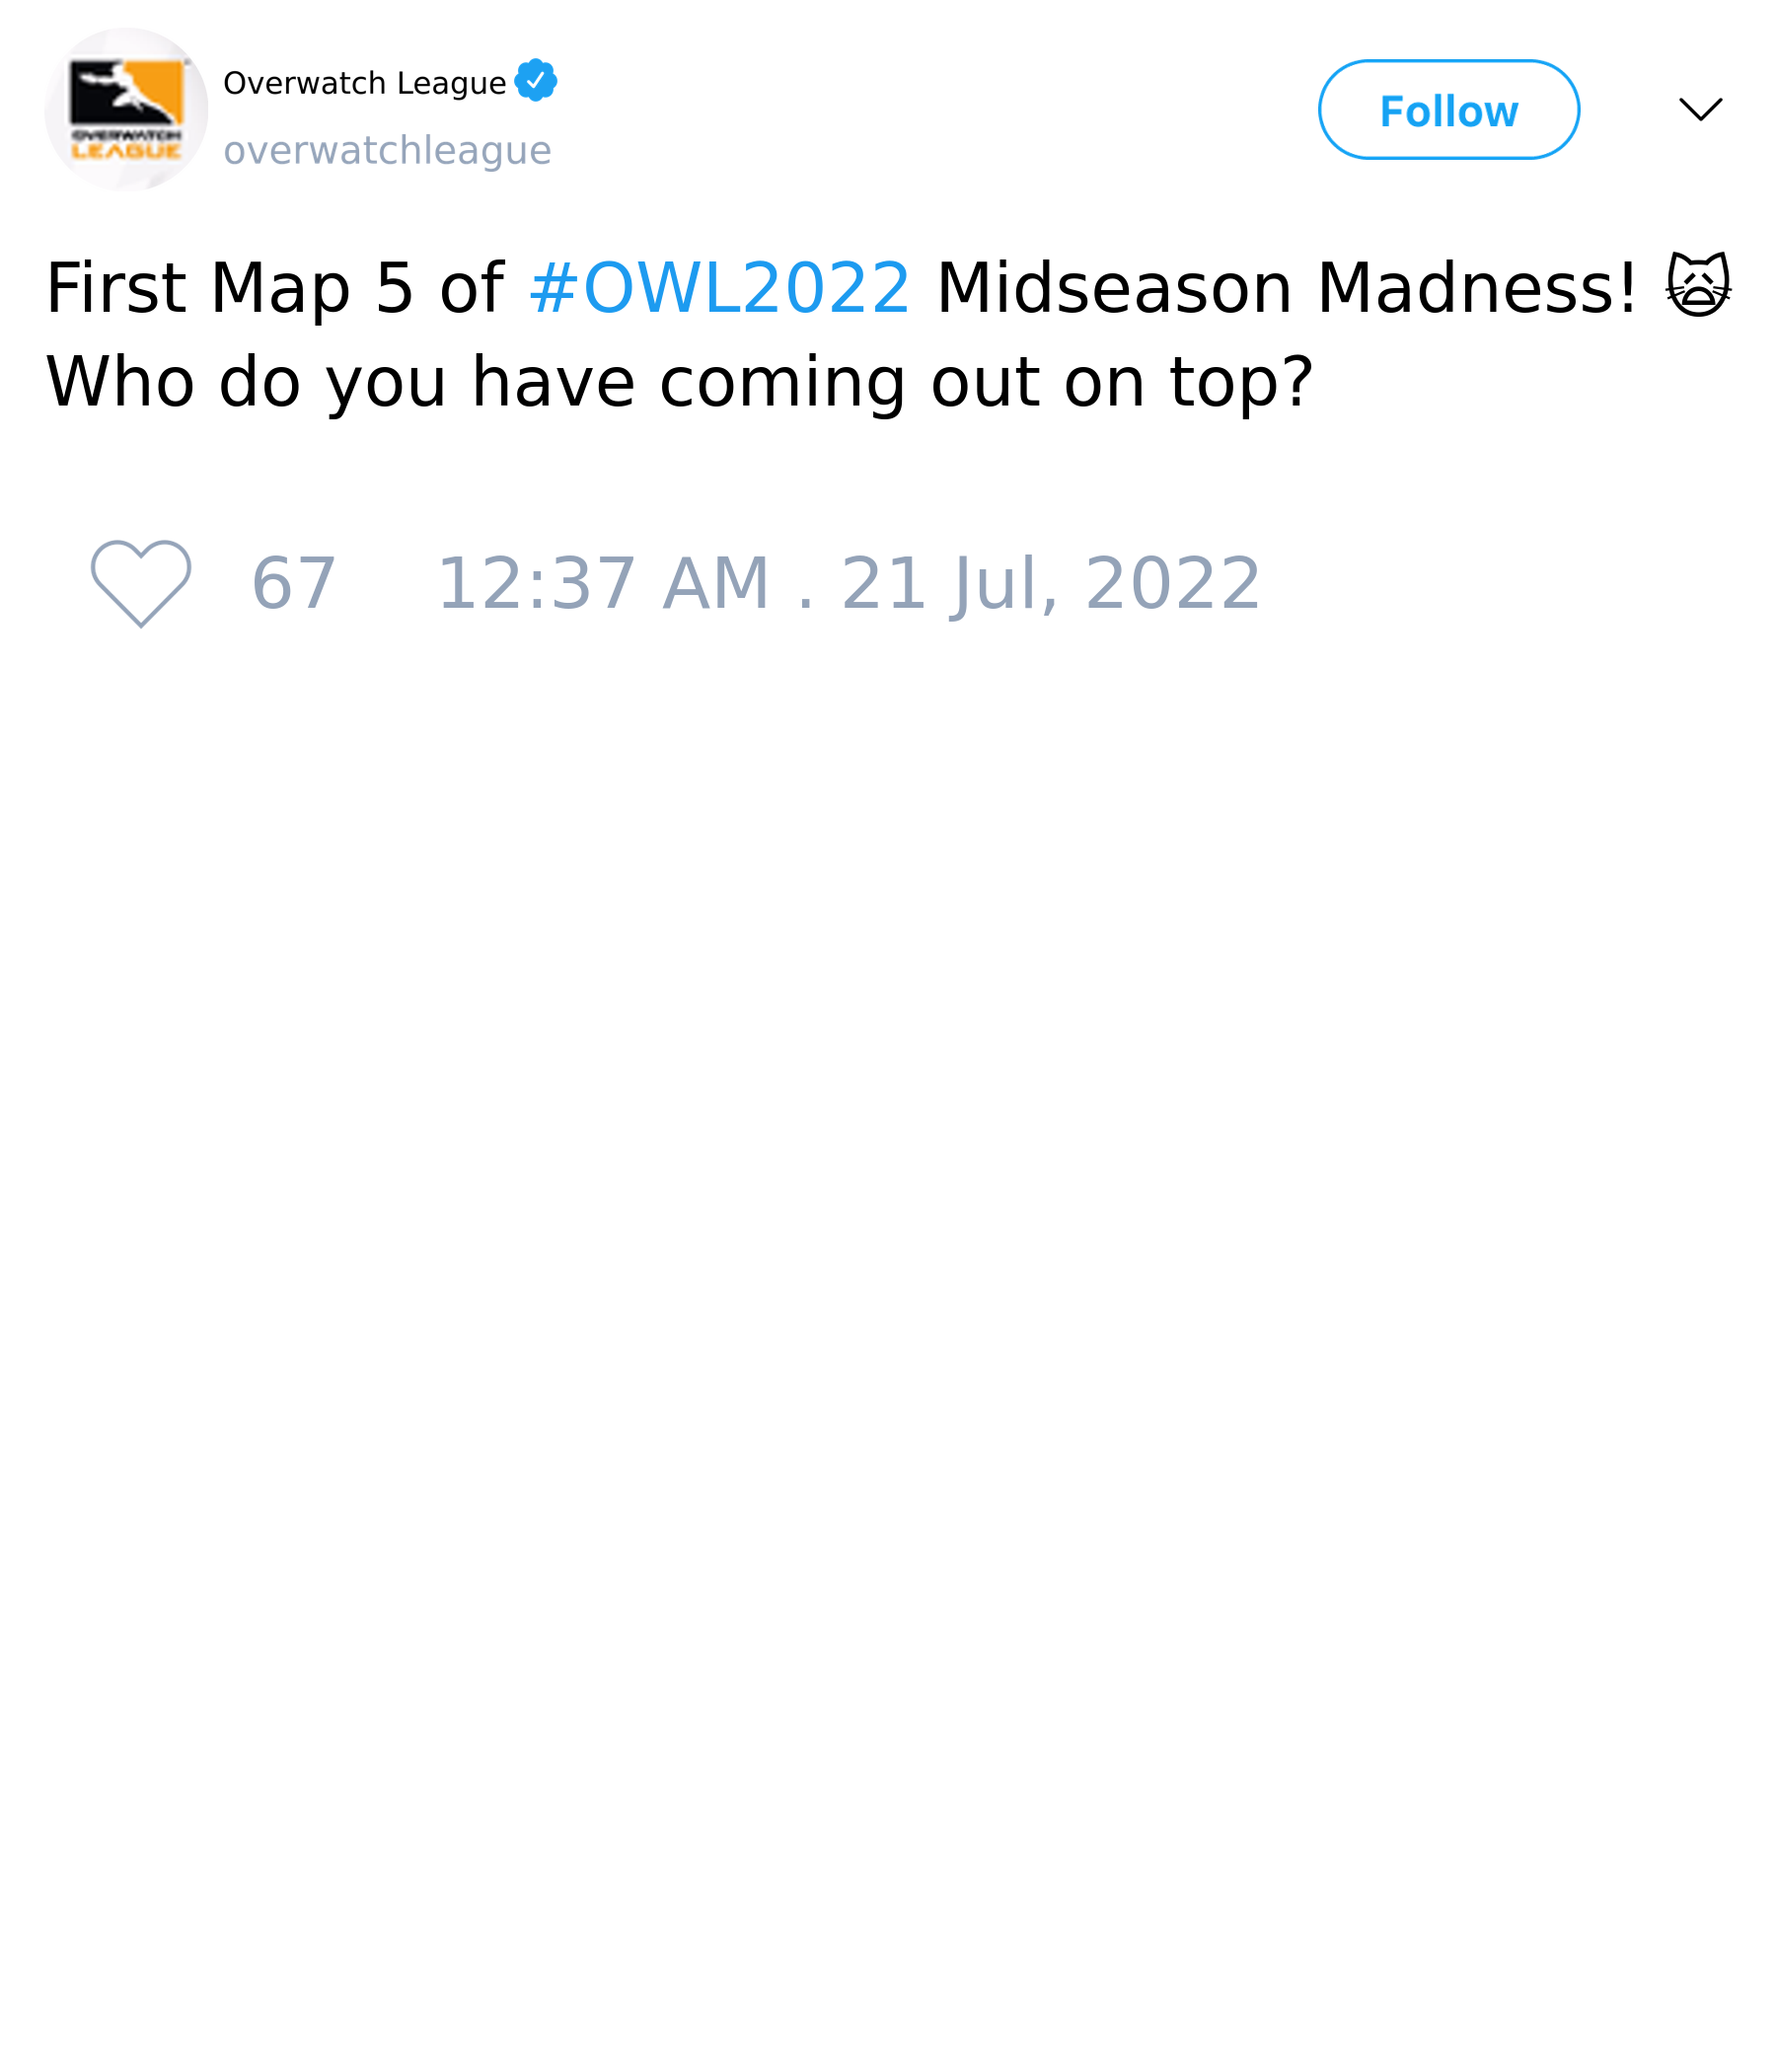 OVERWATCH
LEAGUE
Overwatch League
overwatchleague
Follow
First Map 5 of #OWL2022 Midseason Madness! 🙀
Who do you have coming out on top?
67 12:37 AM . 21 Jul, 2022